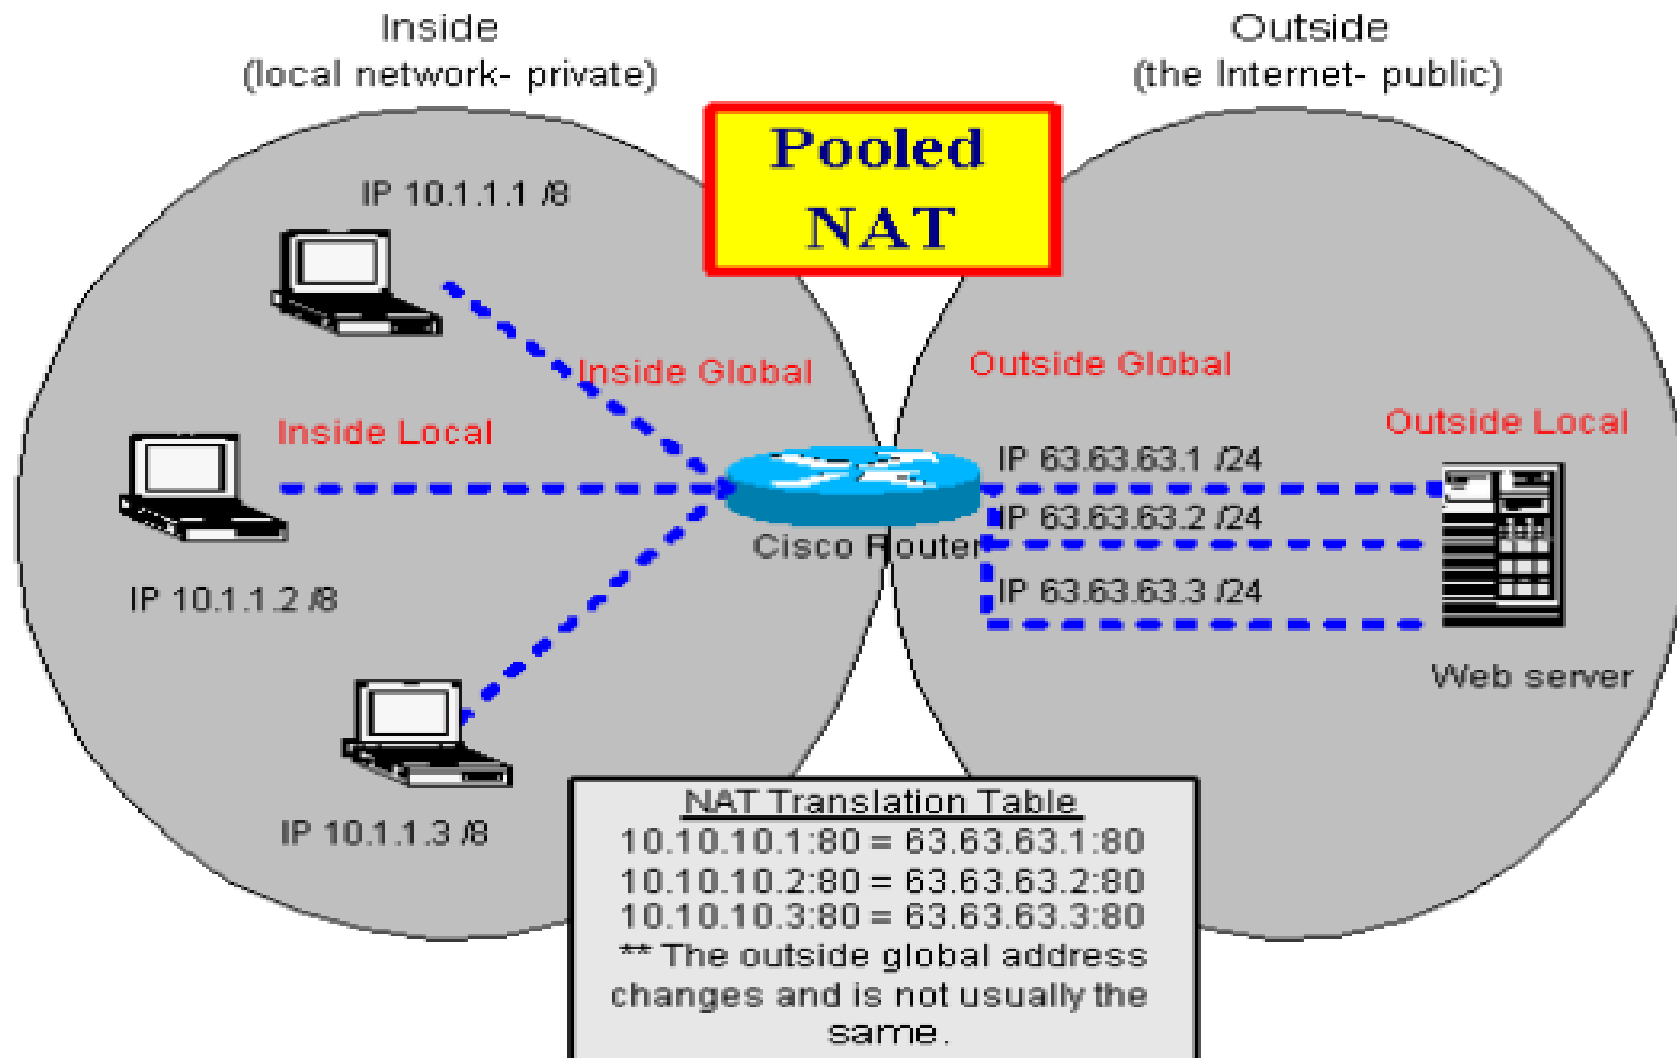 Inside
(local network- private)
Outside
(the Internet- public)
Pooled
NAT
IP 10.1.1.1 /8
Inside Global
Outside Global
Inside Local
Outside Local
IP 63.63.63.1 /24
IP 63.63.63.2 /24
Cisco Router
IP 63.63.63.3 /24
IP 10.1.1.2 /8
Web server
IP 10.1.1.3 /8
NAT Translation Table
10.10.10.1:80 = 63.63.63.1:80
10.10.10.2:80 = 63.63.63.2:80
10.10.10.3:80 = 63.63.63.3:80
** The outside global address
changes and is not usually the
same.